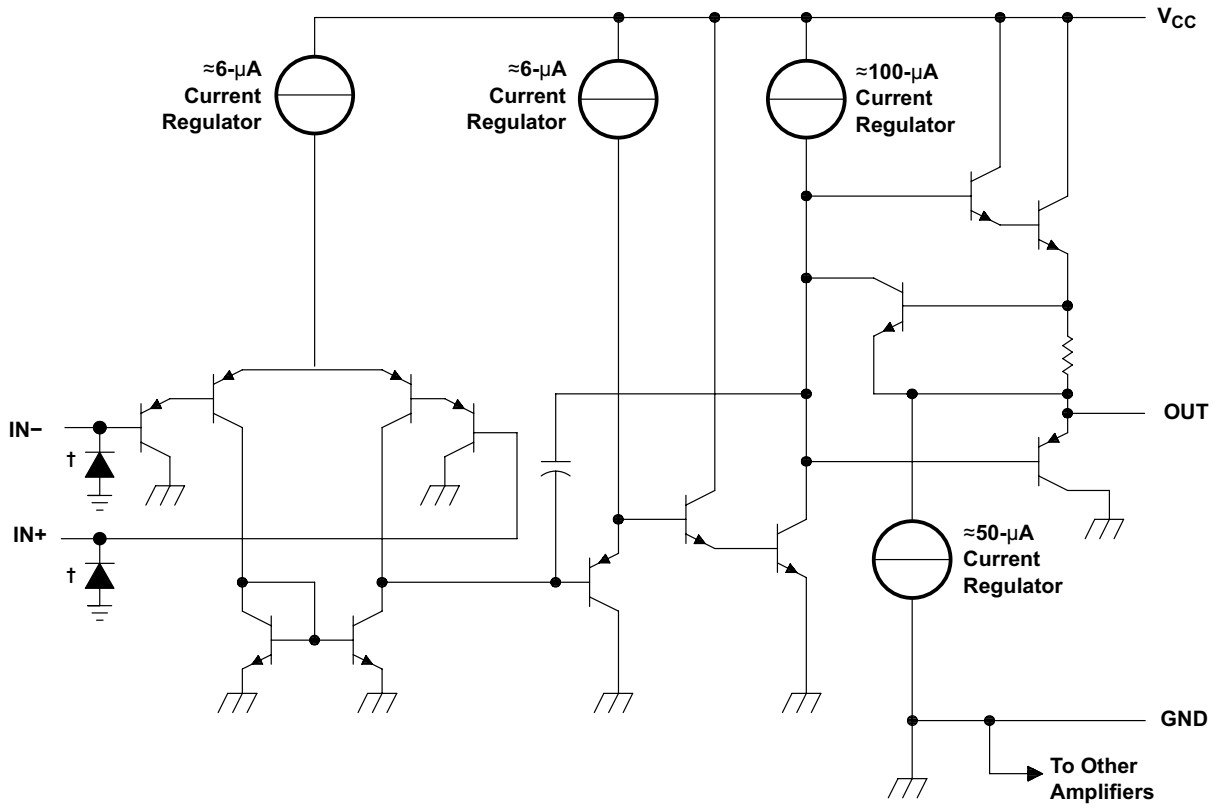 VCC
≈6-µA
Current
Regulator
≈6-µA
Current
Regulator
≈100-µA
Current
Regulator
IN−
†
OUT
IN+
†
≈50-µA
Current
Regulator
GND
To Other
Amplifiers